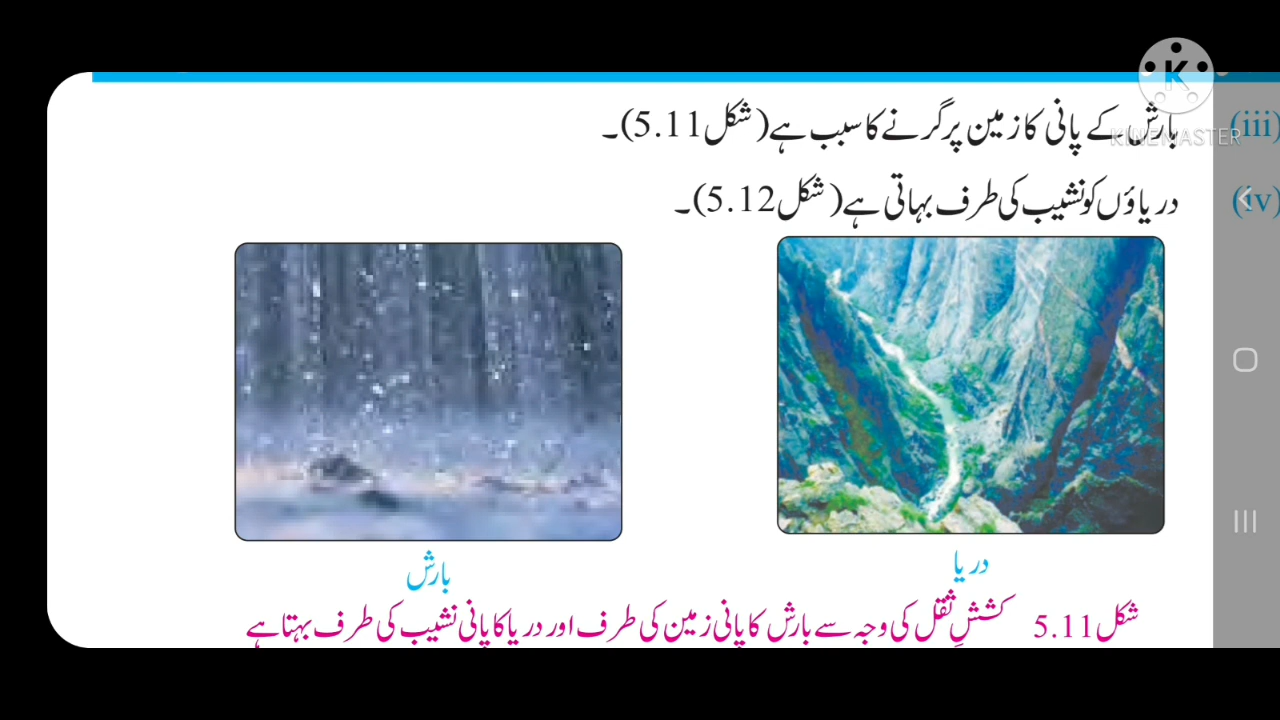 (iii) بارش کے پانی کا زمین پر گرنے کا سبب ہے (شکل 5.11)۔
KINEMASTER
(iv) دریاؤں کو نشیب کی طرف بہاتی ہے (شکل 5.12)۔
دریا
بارش
شکل 5.11 کششِ ثقل کی وجہ سے بارش کا پانی زمین کی طرف اور دریا کا پانی نشیب کی طرف بہتا ہے